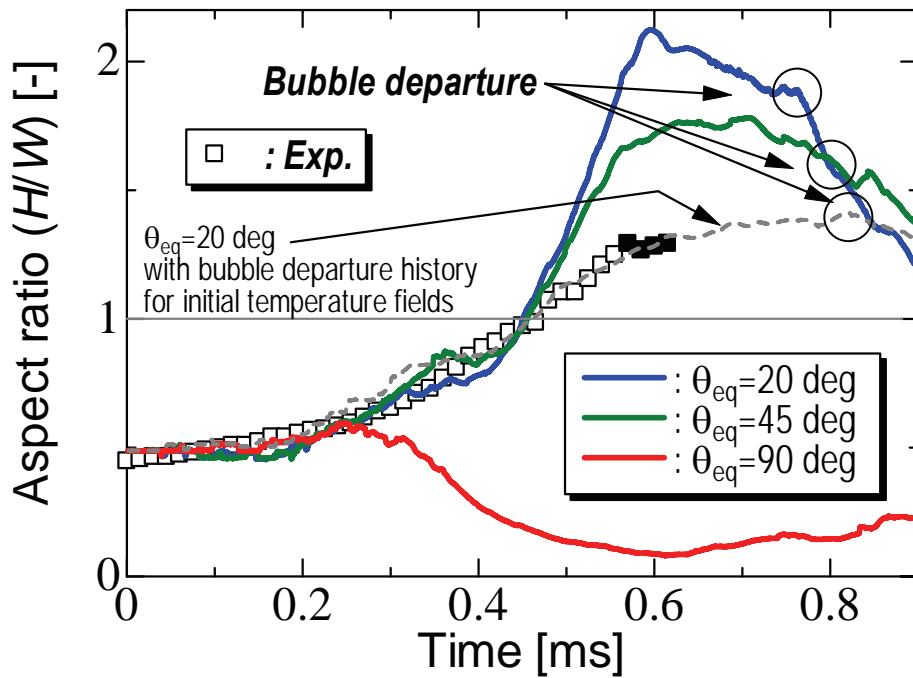 Aspect ratio (H/W) [-]
2
1
0
Bubble departure
: Exp.
θeq=20 deg
with bubble departure history
for initial temperature fields
: θeq=20 deg
: θeq=45 deg
: θeq=90 deg
0 0.2 0.4 0.6 0.8
Time [ms]